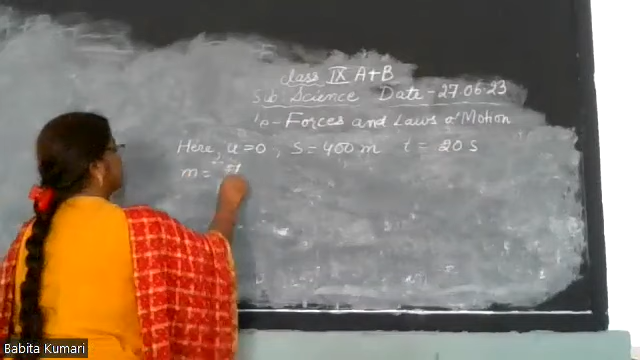 Class IX A+B
Sub Science Date - 27.06.23
Forces and Laws of Motion
Here, u = 0 , S = 400 m t = 20 s
m = 7
Babita Kumari